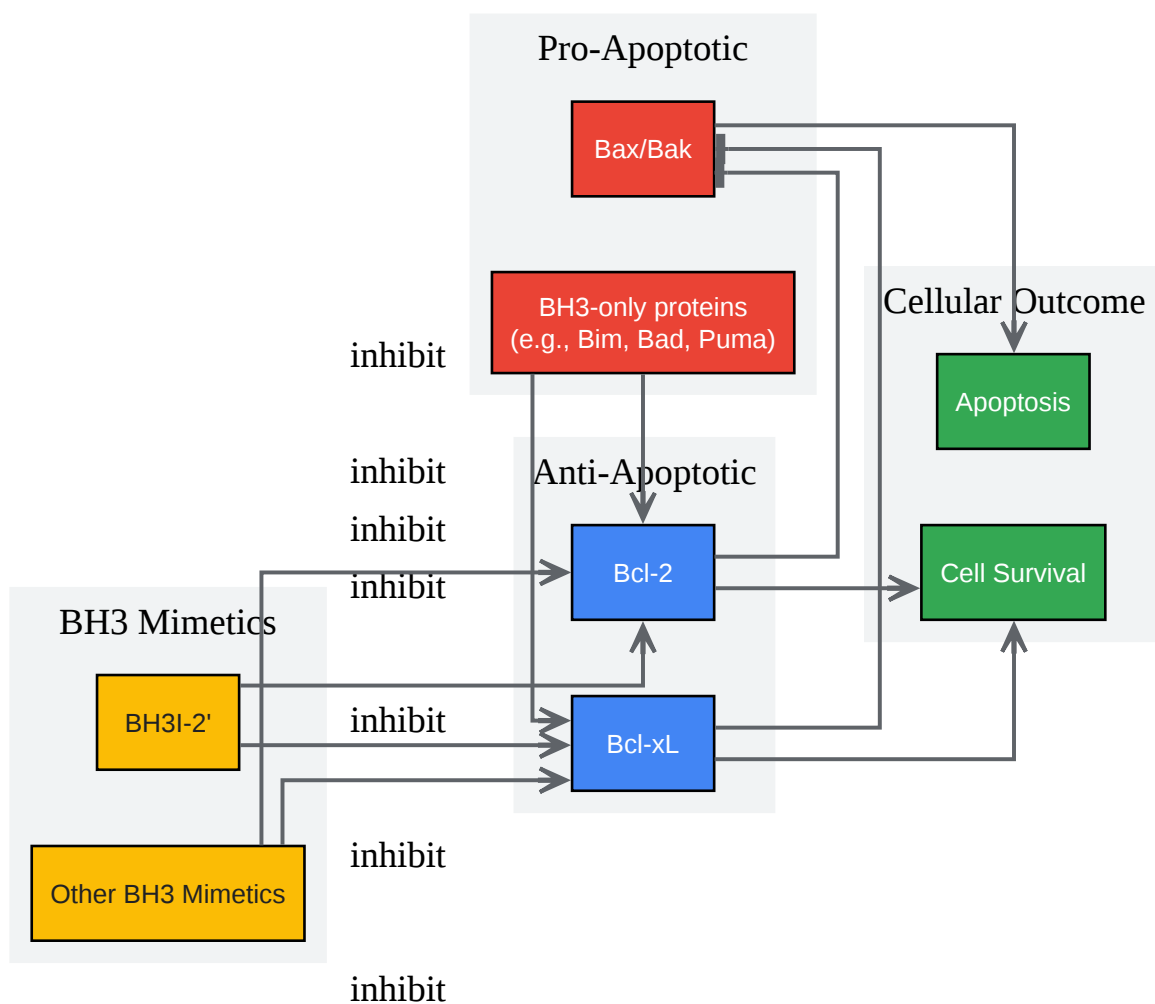 Pro-Apoptotic
Bax/Bak
BH3-only proteins
(e.g., Bim, Bad, Puma)
Cellular Outcome
Apoptosis
Cell Survival
Anti-Apoptotic
Bcl-2
Bcl-xL
BH3 Mimetics
BH3I-2'
Other BH3 Mimetics
inhibit
inhibit
inhibit
inhibit
inhibit
inhibit
inhibit